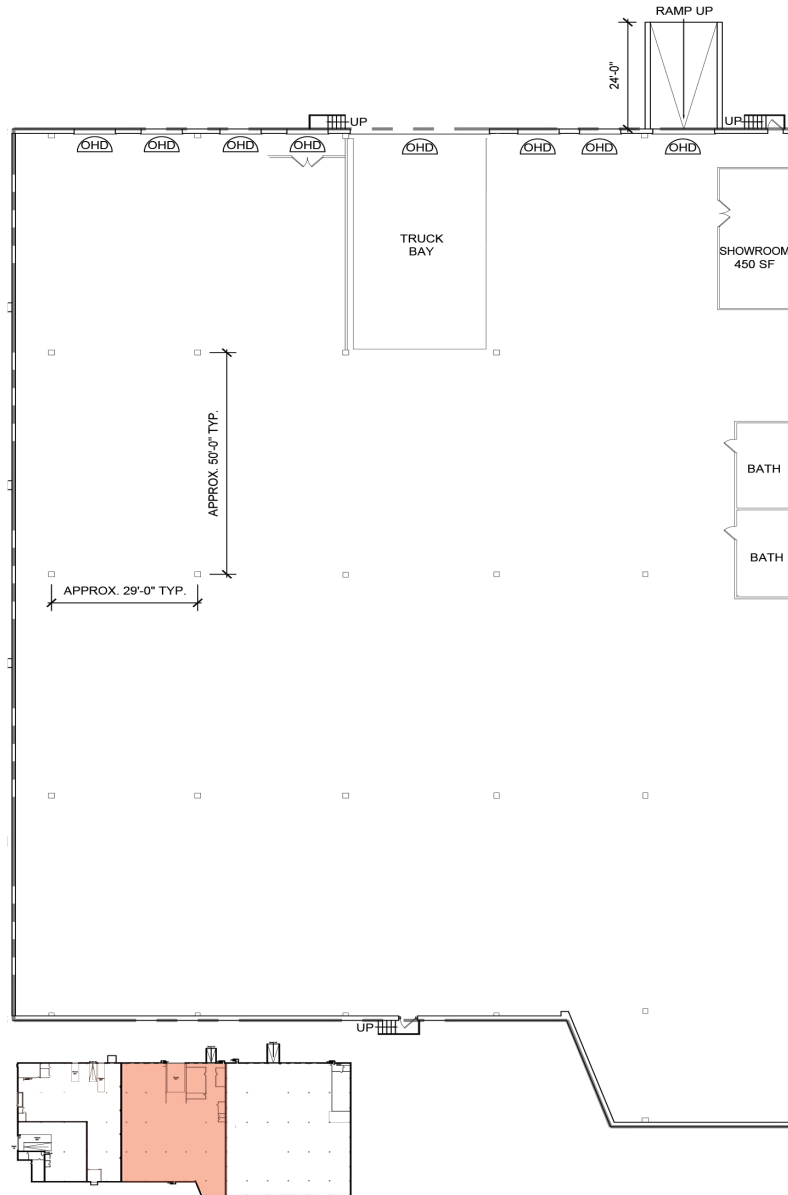 RAMP UP
24'-0"
UP
UP
OHD
OHD
OHD
OHD
OHD
OHD
OHD
OHD
TRUCK
BAY
SHOWROOM
450 SF
APPROX. 50'-0" TYP.
BATH
BATH
APPROX. 29'-0" TYP.
UP